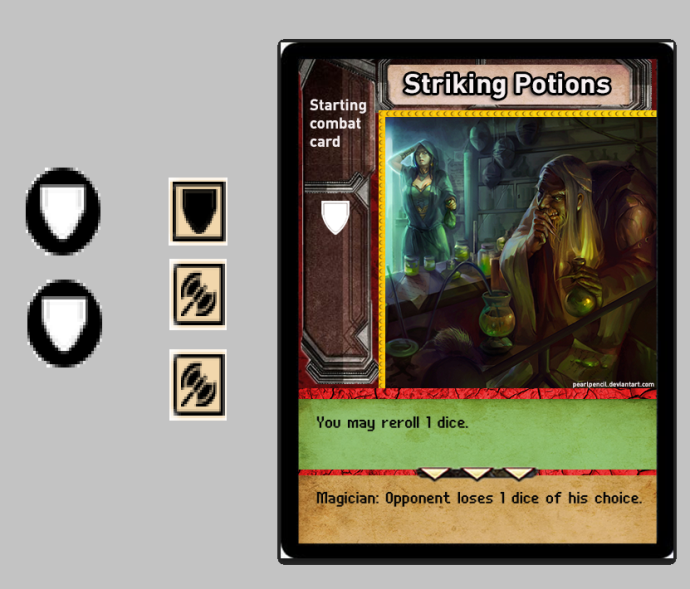 Striking Potions
Starting
combat
card
pearlpencil.deviantart.com
You may reroll 1 dice.
Magician: Opponent loses 1 dice of his choice.